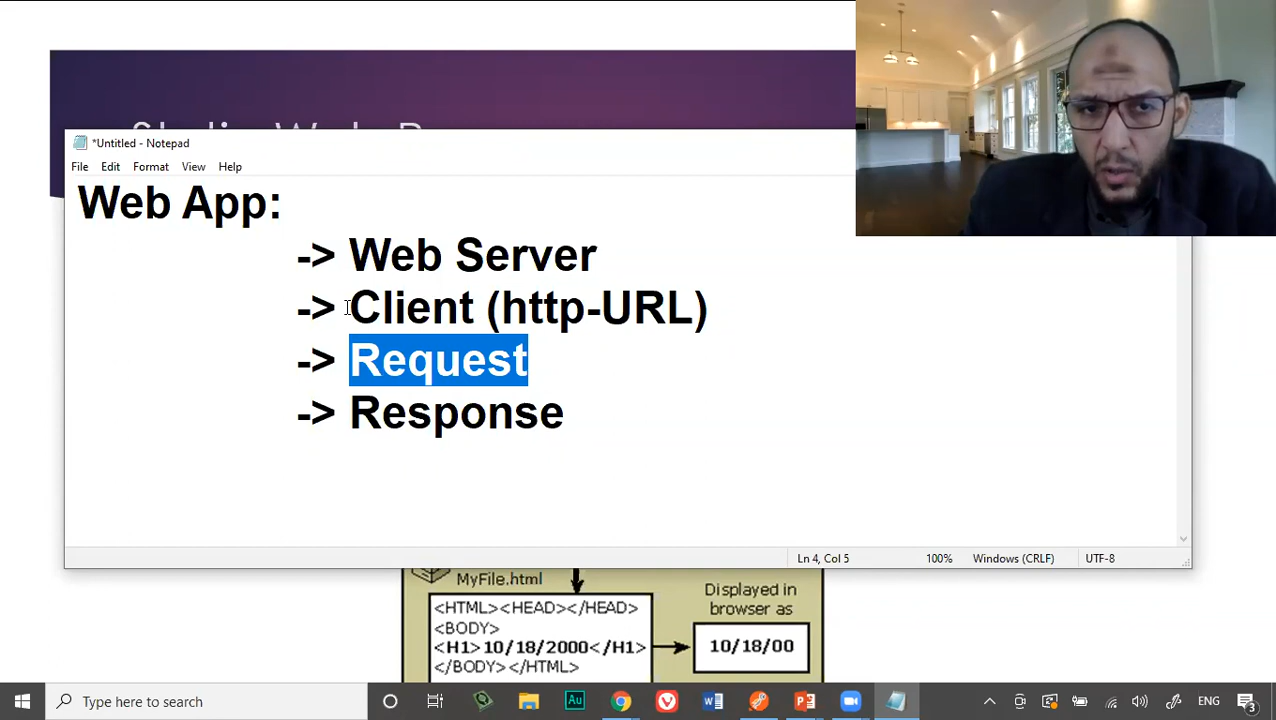 *Untitled - Notepad
File Edit Format View Help
Web App:
-> Web Server
-> Client (http-URL)
-> Request
-> Response
Ln 4, Col 5 100% Windows (CRLF) UTF-8
MyFile.html
<HTML><HEAD></HEAD>
<BODY>
<H1>10/18/2000</H1>
</BODY></HTML>
Displayed in
browser as
10/18/00
Type here to search
ENG
3